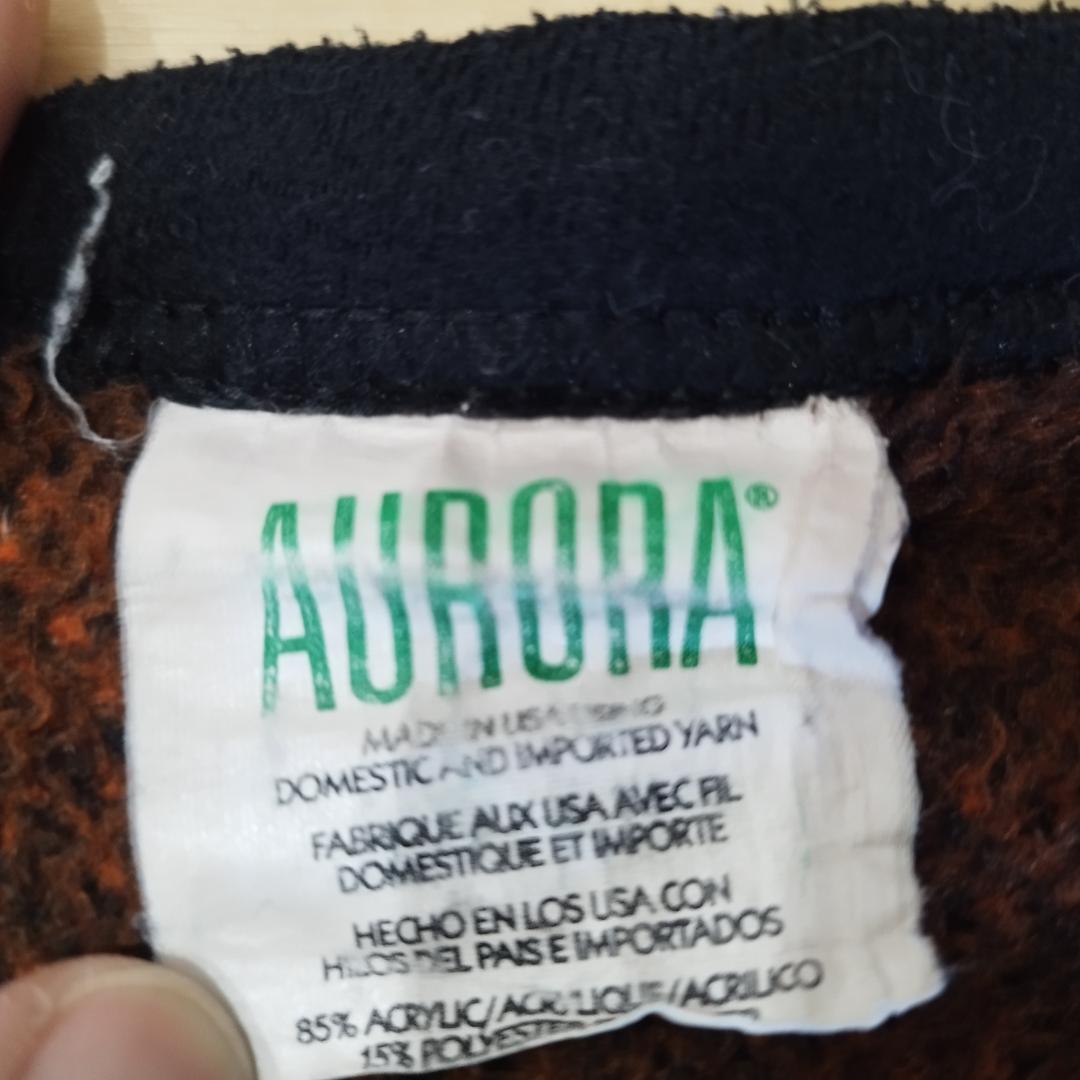 AURORA®
MADE IN USA USING
DOMESTIC AND IMPORTED YARN
FABRIQUE AUX USA AVEC FIL
DOMESTIQUE ET IMPORTE
HECHO EN LOS USA CON
HILOS DEL PAIS E IMPORTADOS
85% ACRYLIC/ACRYLIQUE/ACRILICO
15% POLYESTER